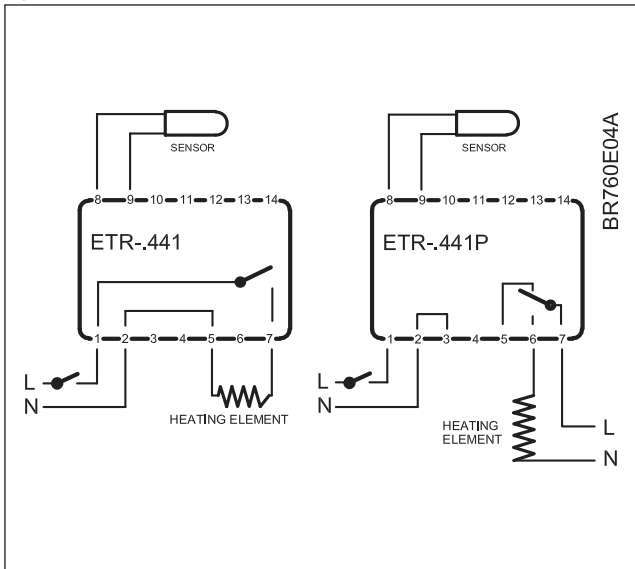 SENSOR
8 9 10 11 12 13 14
ETR-.441
1 2 3 4 5 6 7
L
N
HEATING ELEMENT
SENSOR
8 9 10 11 12 13 14
ETR-.441P
5 6 7
1 2 3 4
L
N
HEATING
ELEMENT
L
N
BR760E04A